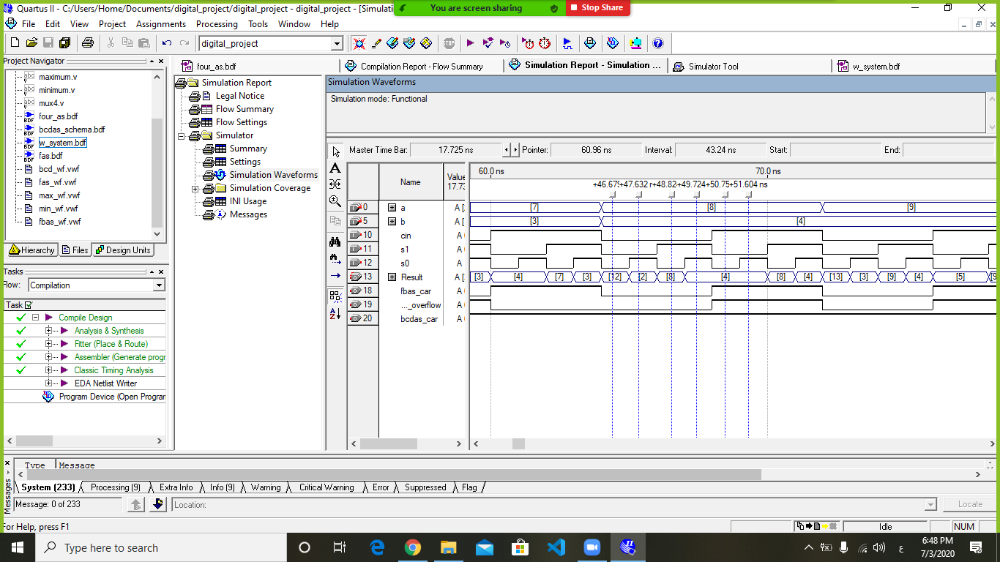 Quartus II - C:/Users/Home/Documents/digital_project/digital_project - digital_project - [Simulati
You are screen sharing
Stop Share
File Edit View Project Assignments Processing Tools Window Help
digital_project
STOP
Project Navigator
maximum.v
minimum.v
mux4.v
four_as.bdf
bcdas_schema.bdf
w_system.bdf
fas.bdf
bcd_wf.vwf
fas_wf.vwf
max_wf.vwf
min_wf.vwf
fbas_wf.vwf
Hierarchy Files Design Units
Tasks
Flow: Compilation
Task
Compile Design
Analysis & Synthesis
Fitter (Place & Route)
Assembler (Generate progr
Classic Timing Analysis
EDA Netlist Writer
Program Device (Open Program
four_as.bdf
Compilation Report - Flow Summary
Simulation Report - Simulation ...
Simulator Tool
w_system.bdf
Simulation Report
Legal Notice
Flow Summary
Flow Settings
Simulator
Summary
Settings
Simulation Waveforms
Simulation Coverage
INI Usage
Messages
Simulation Waveforms
Simulation mode: Functional
Master Time Bar: 17.725 ns Pointer: 60.96 ns Interval: 43.24 ns Start: End:
Name
Value
17.73
60.0 ns 70.0 ns
+46.675+47.632 n+48.82+49.724+50.75+51.604 ns
0 a A [ [7] [8] [9]
5 b A [ [3] [4]
10 cin A
11 s1 A
12 s0 A
13 Result A [ [3] [4] [7] [3] [12] [2] [8] [4] [8] [4] [13] [3] [9] [4] [5] [9
18 fbas_car A
19 ..._overflow A
20 bcdas_car A
Messages
Type Message
System (233) Processing (9) Extra Info Info (9) Warning Critical Warning Error Suppressed Flag
Message: 0 of 233 Location: Locate
For Help, press F1 Idle NUM
Type here to search
ع
6:48 PM
7/3/2020